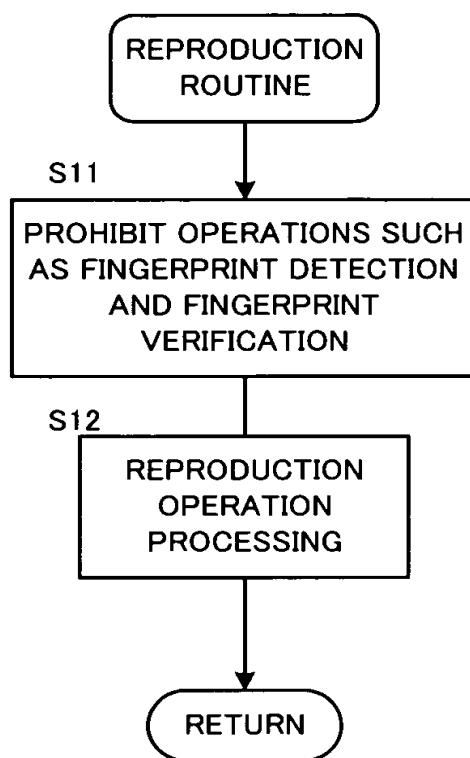 REPRODUCTION
ROUTINE
S11
PROHIBIT OPERATIONS SUCH
AS FINGERPRINT DETECTION
AND FINGERPRINT
VERIFICATION
S12
REPRODUCTION
OPERATION
PROCESSING
RETURN